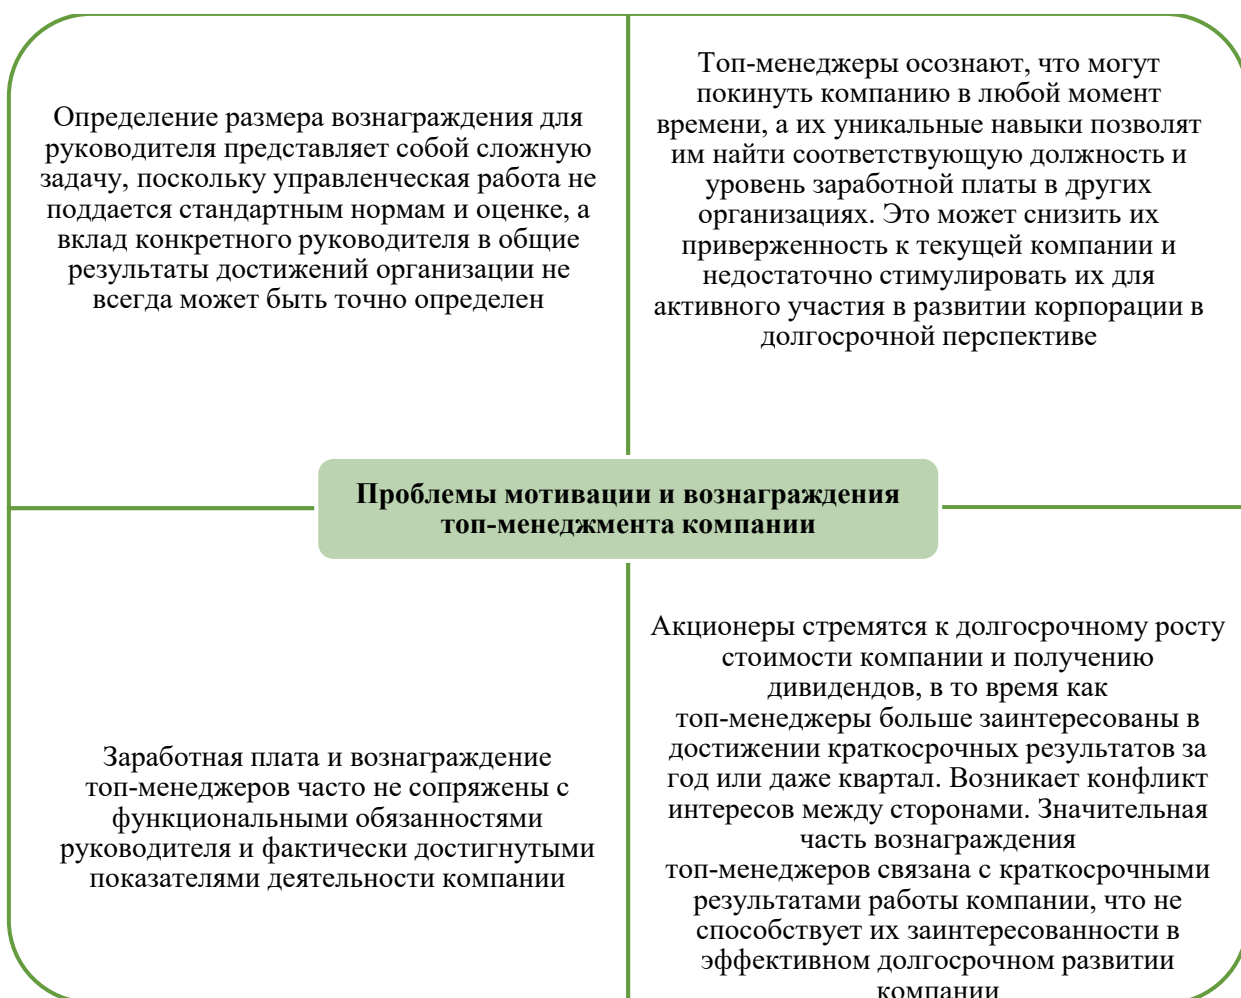 Определение размера вознаграждения для
руководителя представляет собой сложную
задачу, поскольку управленческая работа не
поддается стандартным нормам и оценке, а
вклад конкретного руководителя в общие
результаты достижений организации не
всегда может быть точно определен
Топ-менеджеры осознают, что могут
покинуть компанию в любой момент
времени, а их уникальные навыки позволят
им найти соответствующую должность и
уровень заработной платы в других
организациях. Это может снизить их
приверженность к текущей компании и
недостаточно стимулировать их для
активного участия в развитии корпорации в
долгосрочной перспективе
Проблемы мотивации и вознаграждения
топ-менеджмента компании
Заработная плата и вознаграждение
топ-менеджеров часто не сопряжены с
функциональными обязанностями
руководителя и фактически достигнутыми
показателями деятельности компании
Акционеры стремятся к долгосрочному росту
стоимости компании и получению
дивидендов, в то время как
топ-менеджеры больше заинтересованы в
достижении краткосрочных результатов за
год или даже квартал. Возникает конфликт
интересов между сторонами. Значительная
часть вознаграждения
топ-менеджеров связана с краткосрочными
результатами работы компании, что не
способствует их заинтересованности в
эффективном долгосрочном развитии
компании